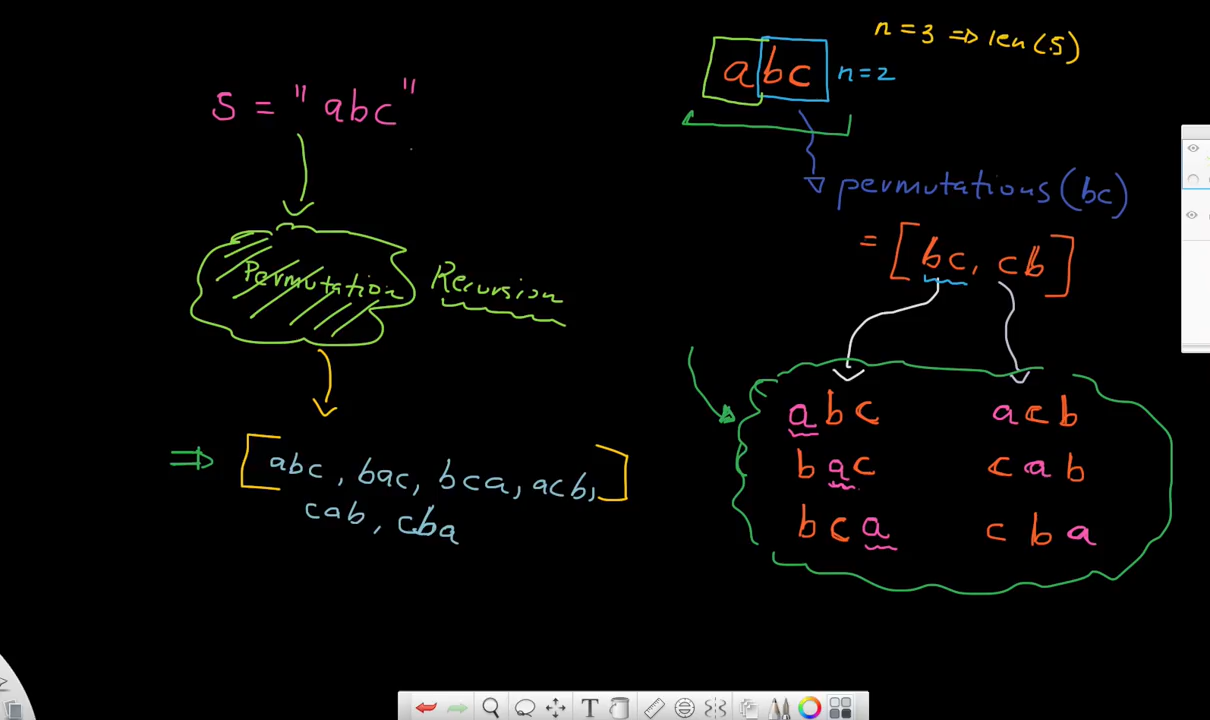 n = 3 ⇒ len(s)
abc n = 2
S = "abc"
permutations(bc)
= [bc, cb]
Permutation Recursion
abc acb
bac cab
bca cba
⇒ [abc, bac, bca, acb,
cab, cba]
T